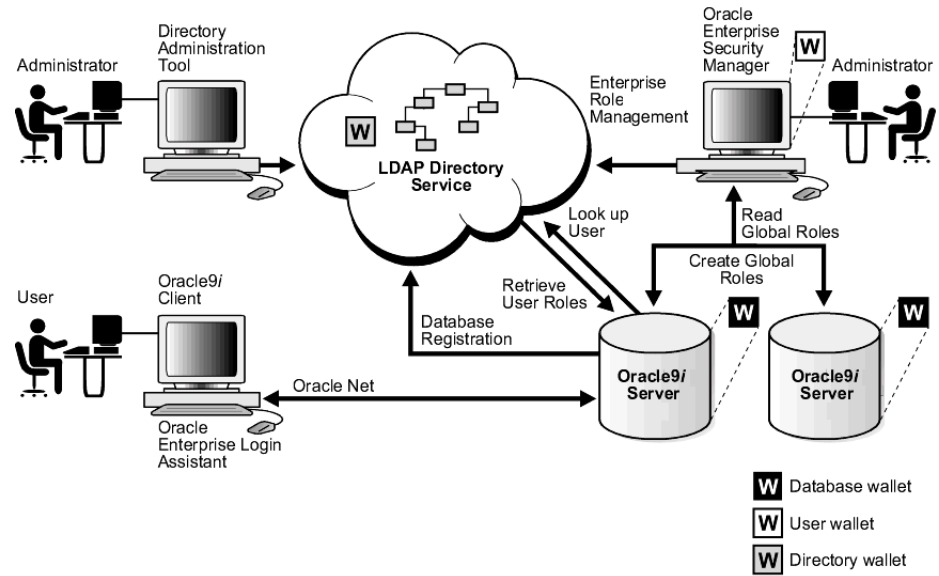 Directory
Administration
Tool
Administrator
Oracle
Enterprise
Security
Manager
W
Administrator
Enterprise
Role
Management
W
LDAP Directory
Service
Look up
User
Read
Global Roles
Create Global
Roles
Retrieve
User Roles
Oracle9i
Client
User
Database
Registration
W
W
Oracle9i
Server
Oracle9i
Server
Oracle Net
Oracle
Enterprise Login
Assistant
W Database wallet
W User wallet
W Directory wallet